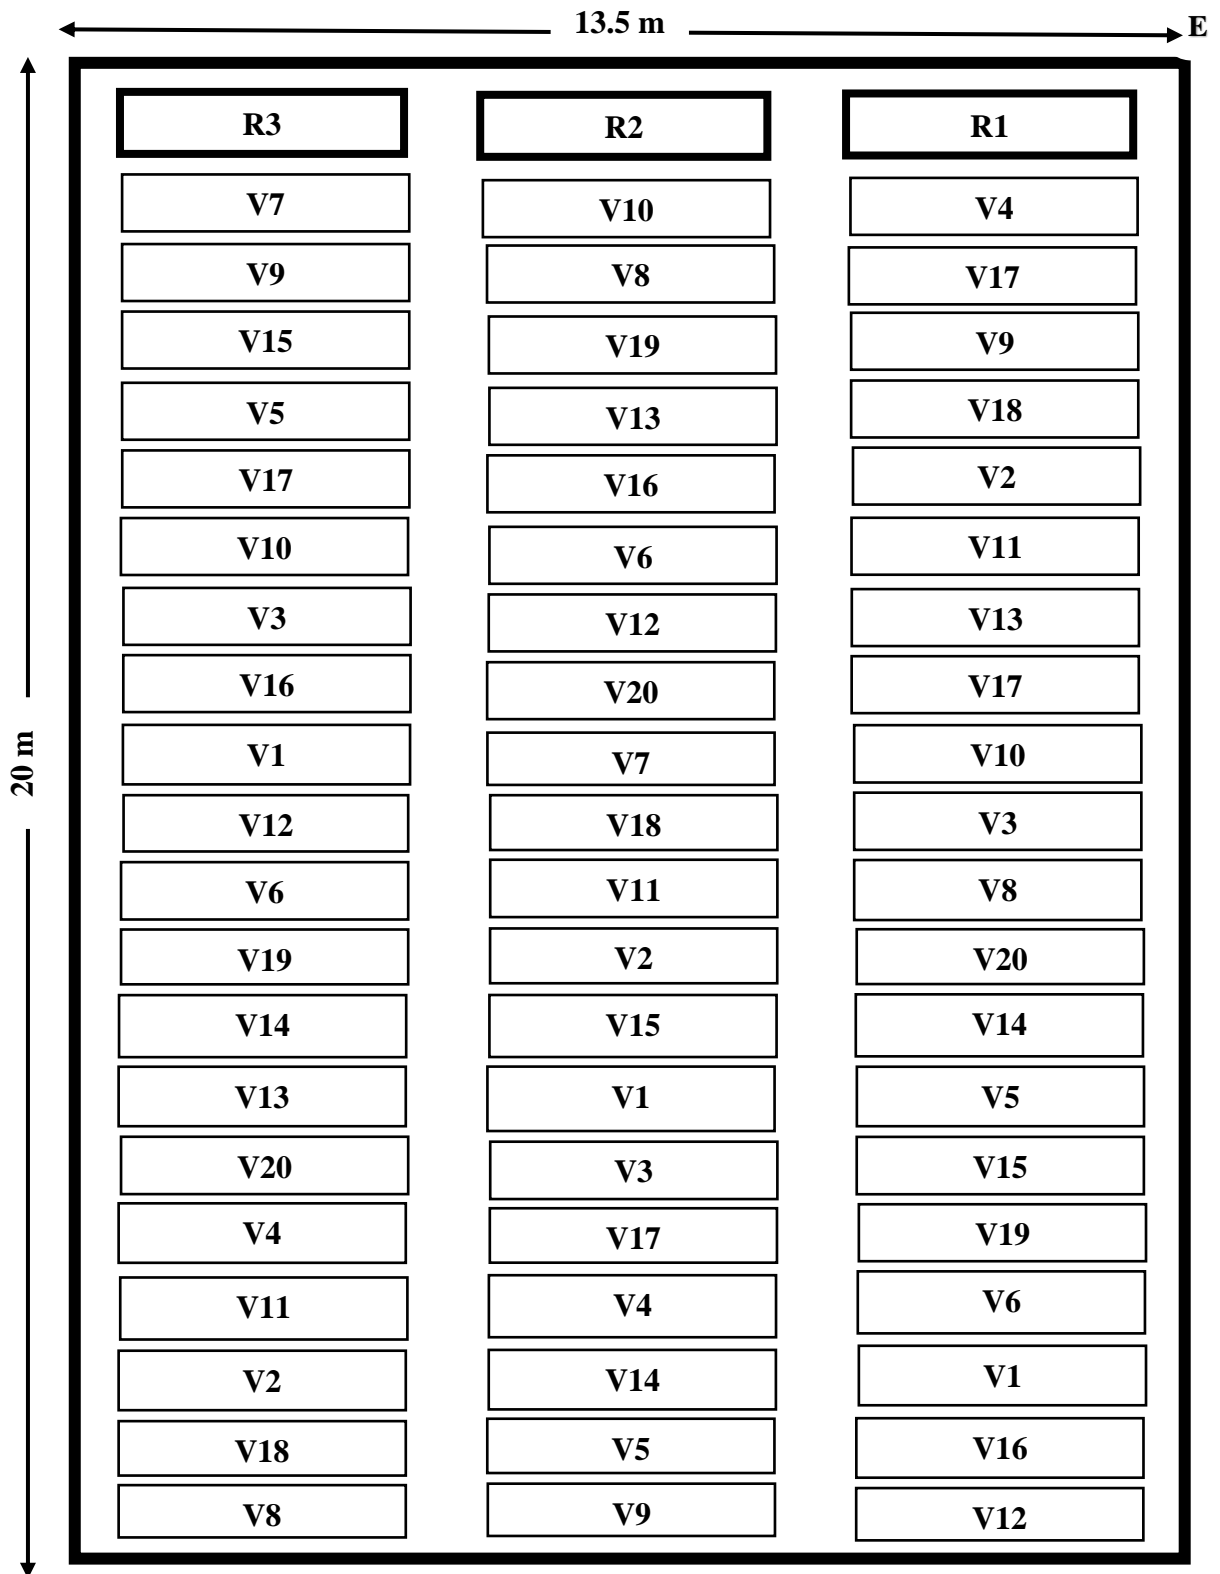 13.5 m
E
20 m
R3 R2 R1
V7 V10 V4
V9 V8 V17
V15 V19 V9
V5 V13 V18
V17 V16 V2
V10 V6 V11
V3 V12 V13
V16 V20 V17
V1 V7 V10
V12 V18 V3
V6 V11 V8
V19 V2 V20
V14 V15 V14
V13 V1 V5
V20 V3 V15
V4 V17 V19
V11 V4 V6
V2 V14 V1
V18 V5 V16
V8 V9 V12